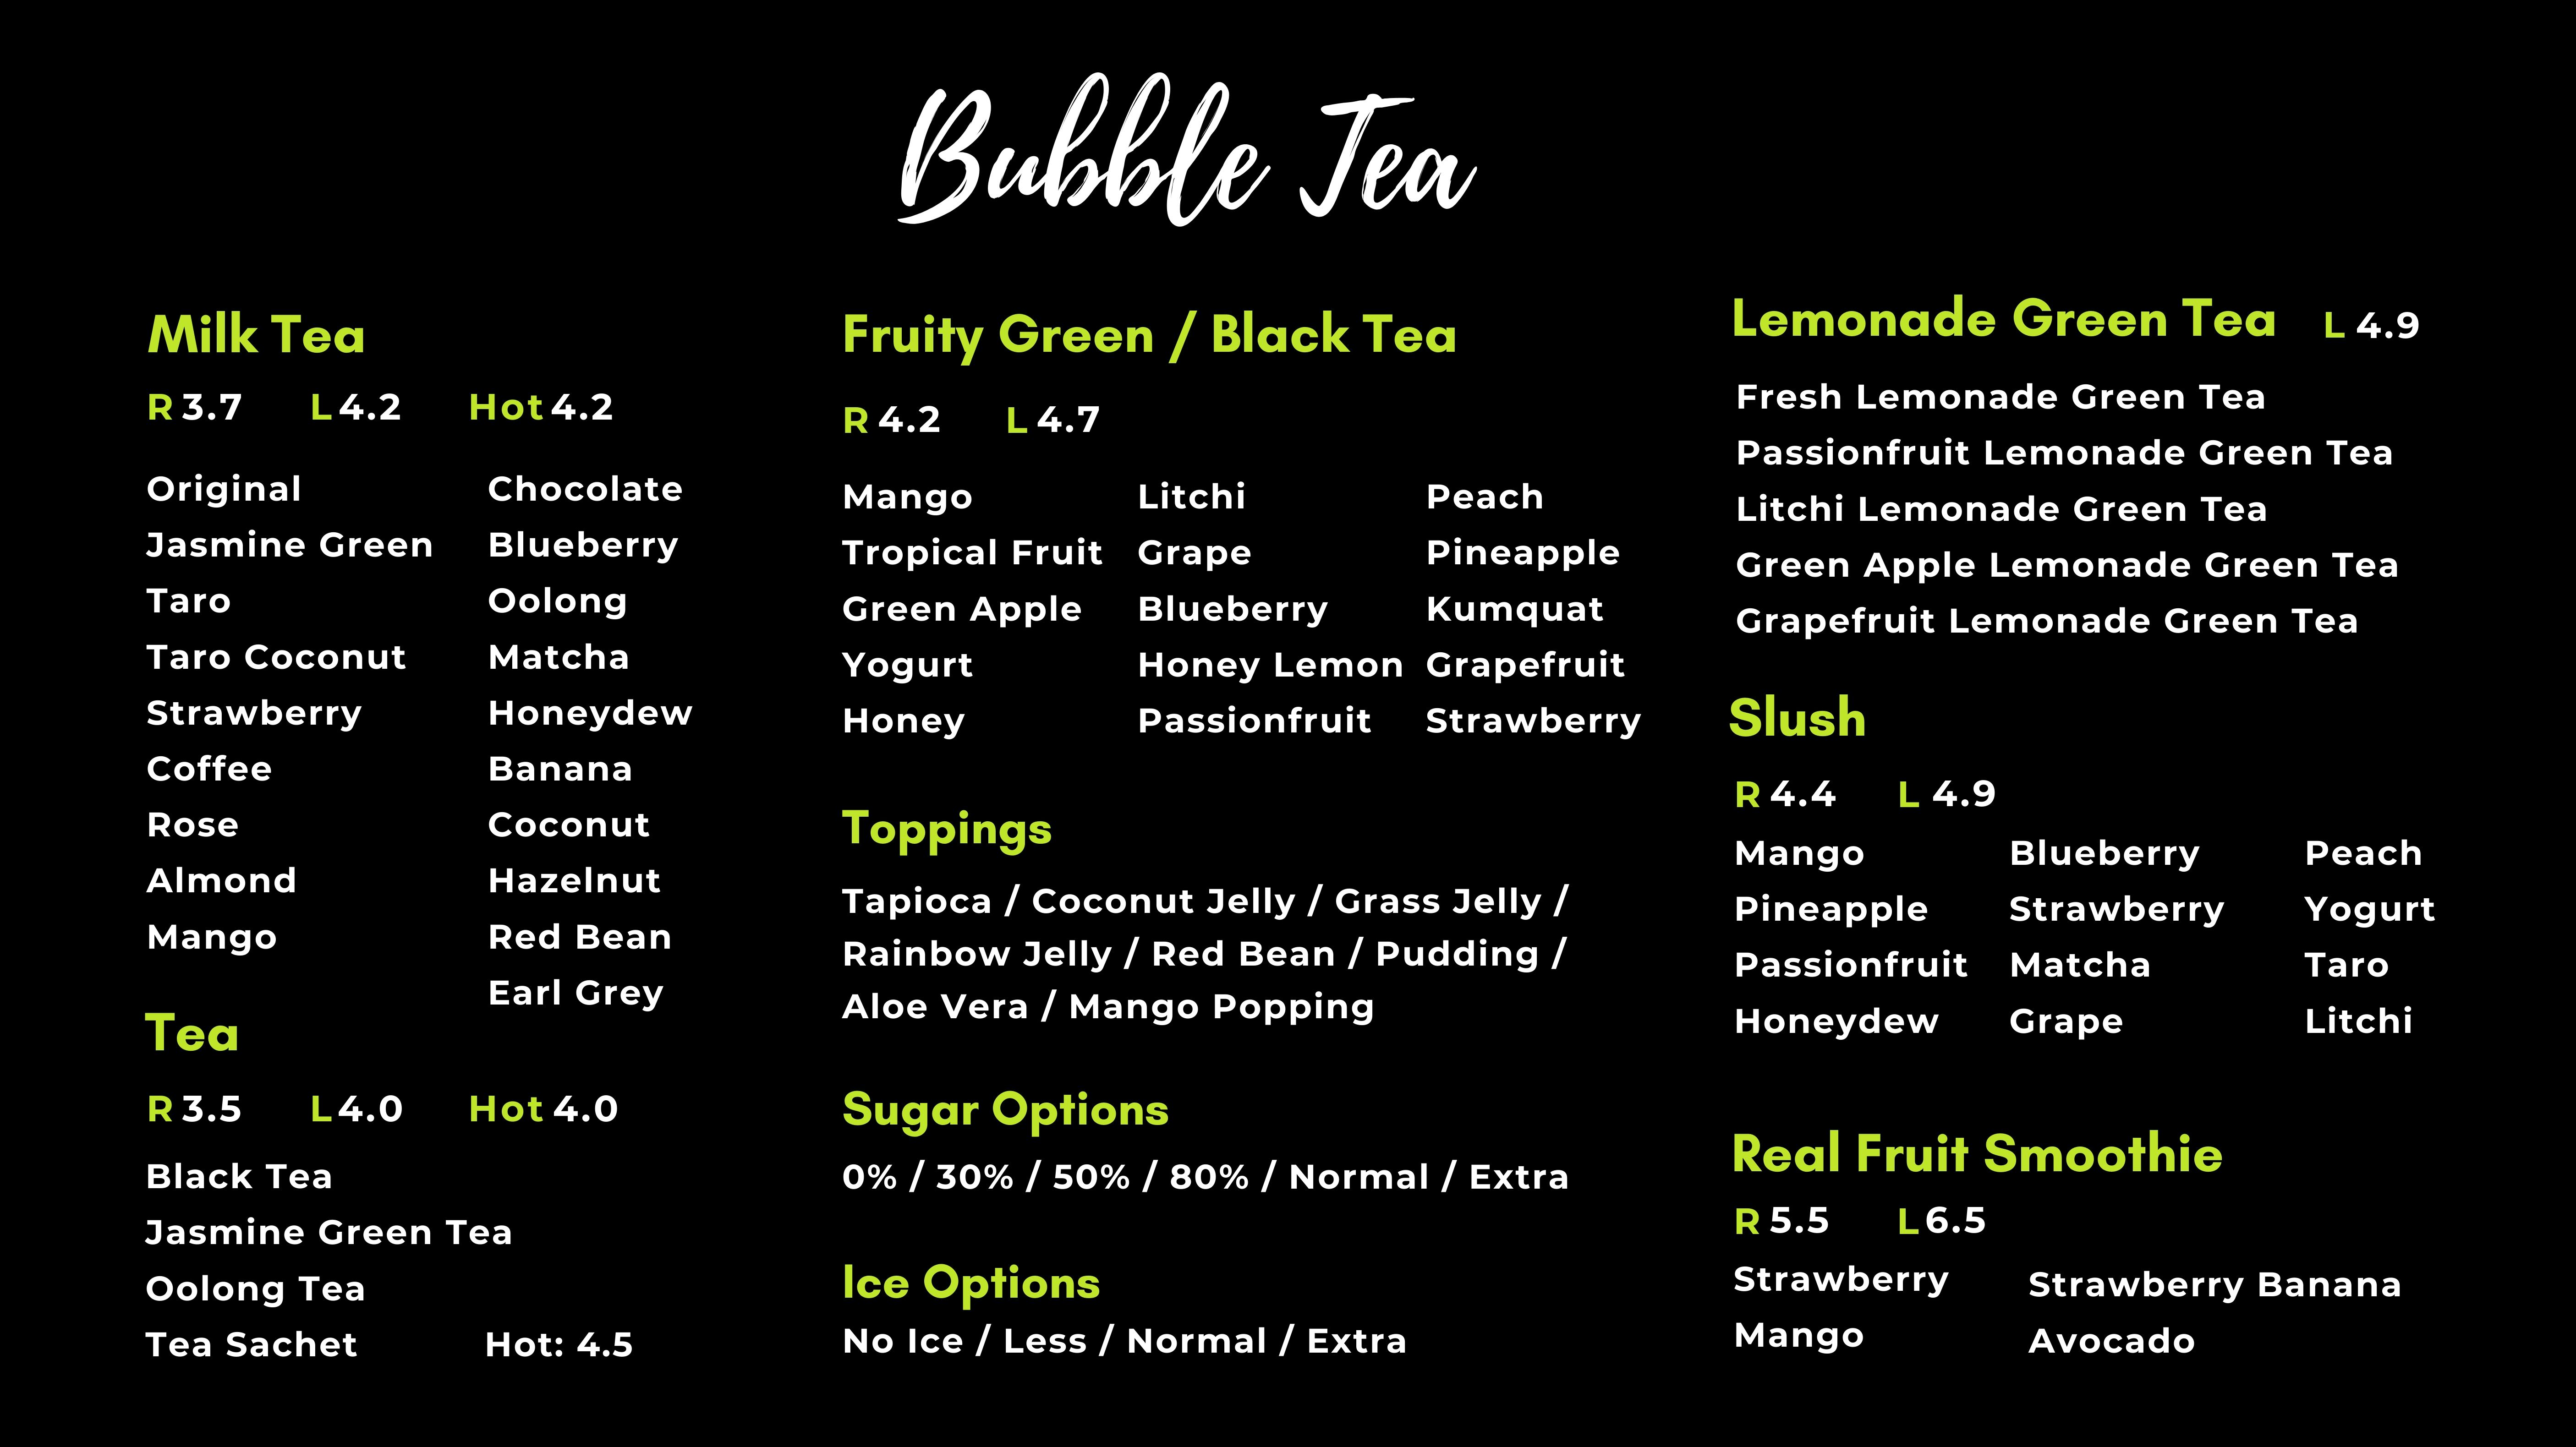 Bubble Tea
Milk Tea
R 3.7 L 4.2 Hot 4.2
Original
Jasmine Green
Taro
Taro Coconut
Strawberry
Coffee
Rose
Almond
Mango
Chocolate
Blueberry
Oolong
Matcha
Honeydew
Banana
Coconut
Hazelnut
Red Bean
Earl Grey
Tea
R 3.5 L 4.0 Hot 4.0
Black Tea
Jasmine Green Tea
Oolong Tea
Tea Sachet Hot: 4.5
Fruity Green / Black Tea
R 4.2 L 4.7
Mango
Tropical Fruit
Green Apple
Yogurt
Honey
Litchi
Grape
Blueberry
Honey Lemon
Passionfruit
Peach
Pineapple
Kumquat
Grapefruit
Strawberry
Toppings
Tapioca / Coconut Jelly / Grass Jelly /
Rainbow Jelly / Red Bean / Pudding /
Aloe Vera / Mango Popping
Sugar Options
0% / 30% / 50% / 80% / Normal / Extra
Ice Options
No Ice / Less / Normal / Extra
Lemonade Green Tea L 4.9
Fresh Lemonade Green Tea
Passionfruit Lemonade Green Tea
Litchi Lemonade Green Tea
Green Apple Lemonade Green Tea
Grapefruit Lemonade Green Tea
Slush
R 4.4 L 4.9
Mango
Pineapple
Passionfruit
Honeydew
Blueberry
Strawberry
Matcha
Grape
Peach
Yogurt
Taro
Litchi
Real Fruit Smoothie
R 5.5 L 6.5
Strawberry
Mango
Strawberry Banana
Avocado